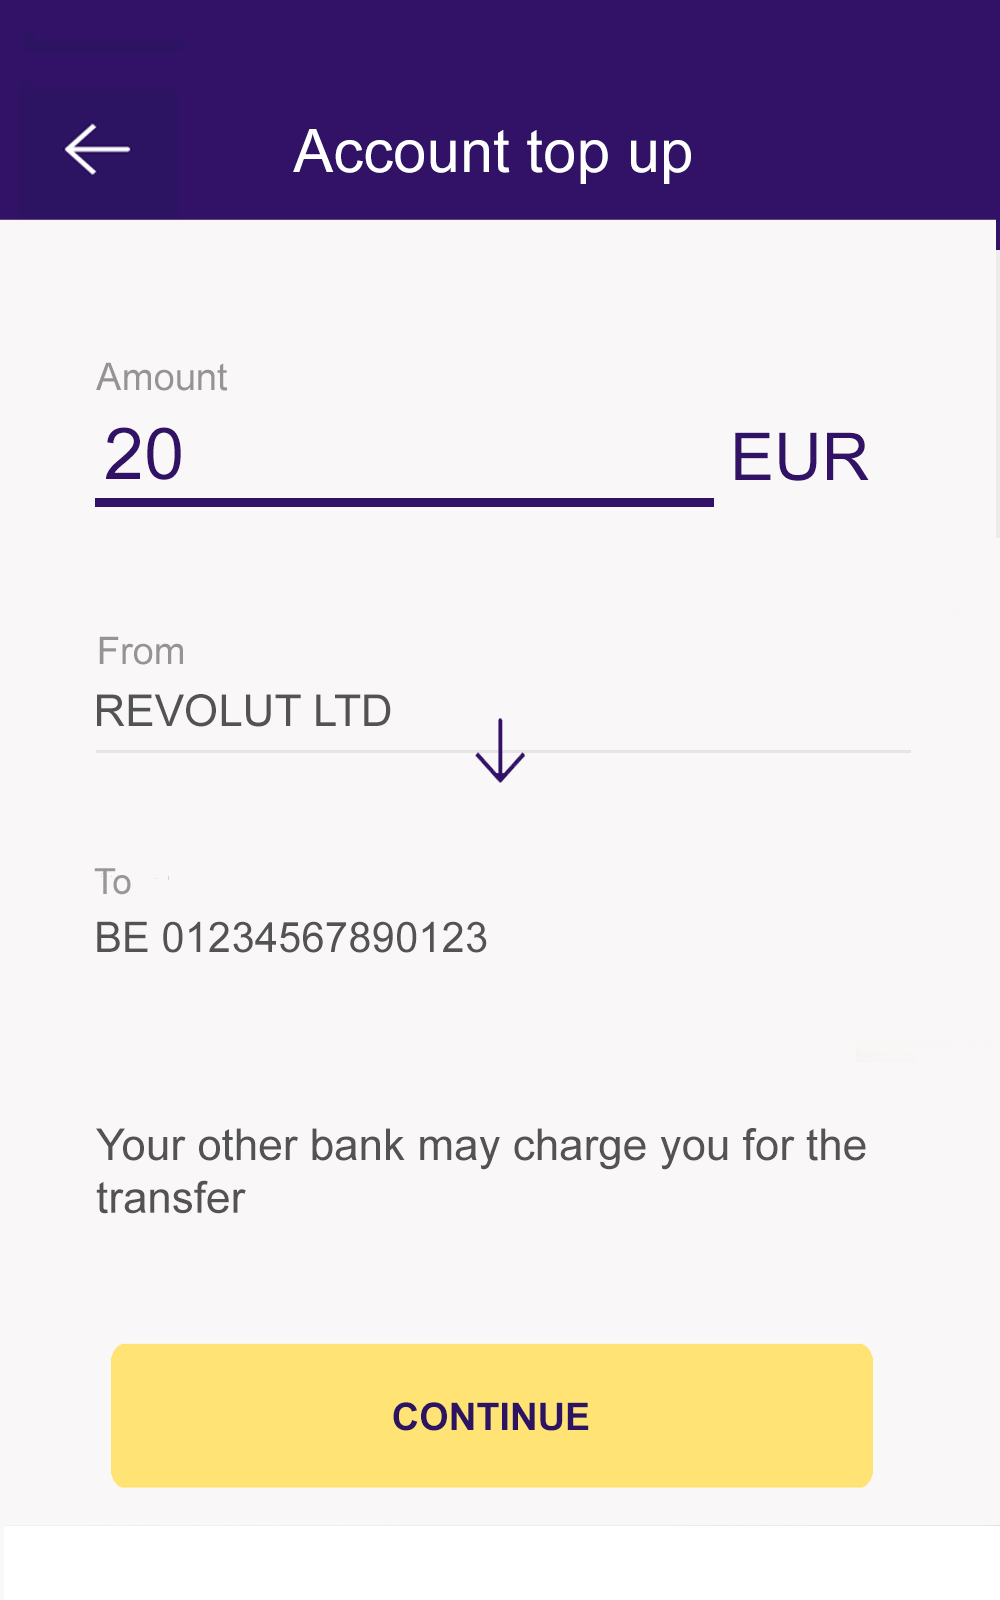 Account top up
Amount
20 EUR
From
REVOLUT LTD
To
BE 01234567890123
Your other bank may charge you for the
transfer
CONTINUE